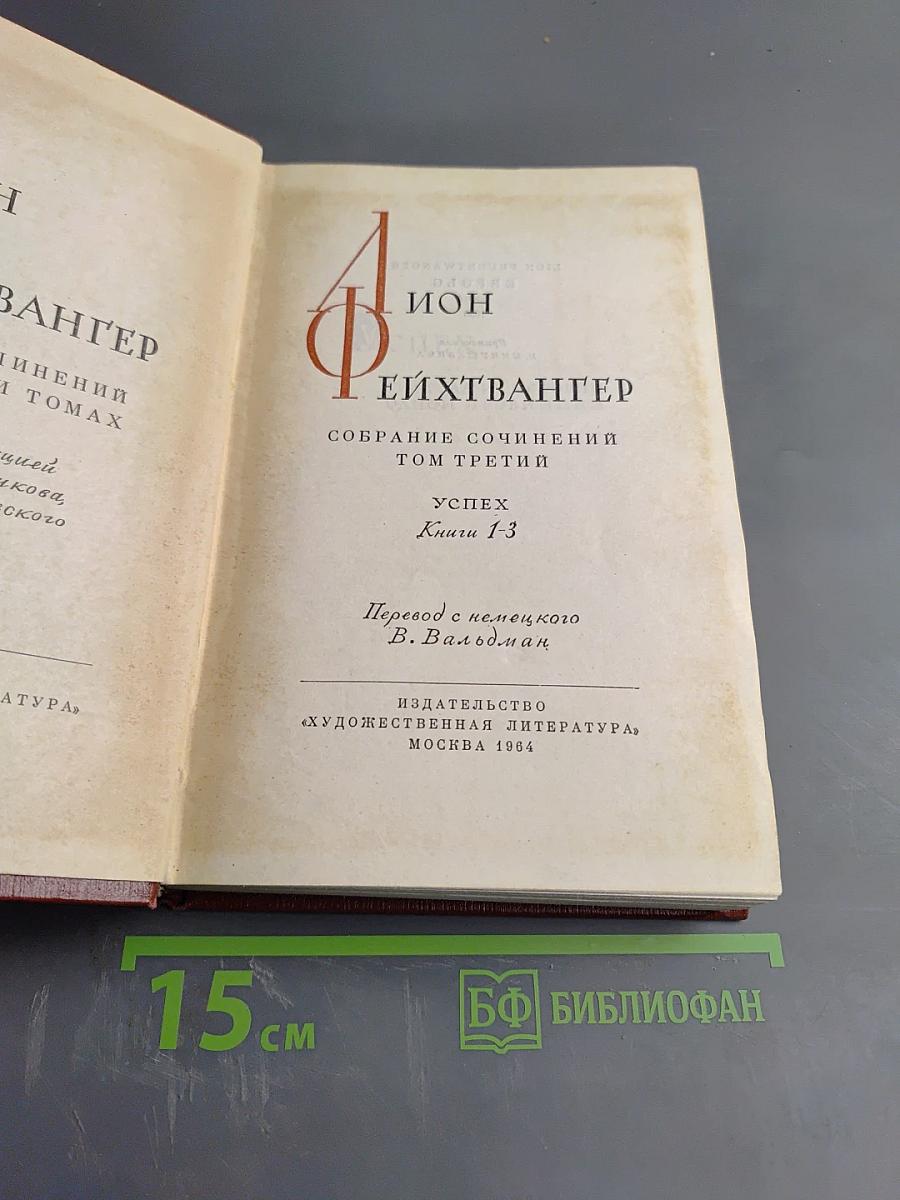 Н
ВАНГЕР
ЧИНЕНИЙ
И ТОМАХ
АТУРА»
ЛИОН
ФЕЙХТВАНГЕР
СОБРАНИЕ СОЧИНЕНИЙ
ТОМ ТРЕТИЙ
УСПЕХ
Книги 1-3
Перевод с немецкого
В. Вальдман
ИЗДАТЕЛЬСТВО
«ХУДОЖЕСТВЕННАЯ ЛИТЕРАТУРА»
МОСКВА 1964
15 см
БФ БИБЛИОФАН